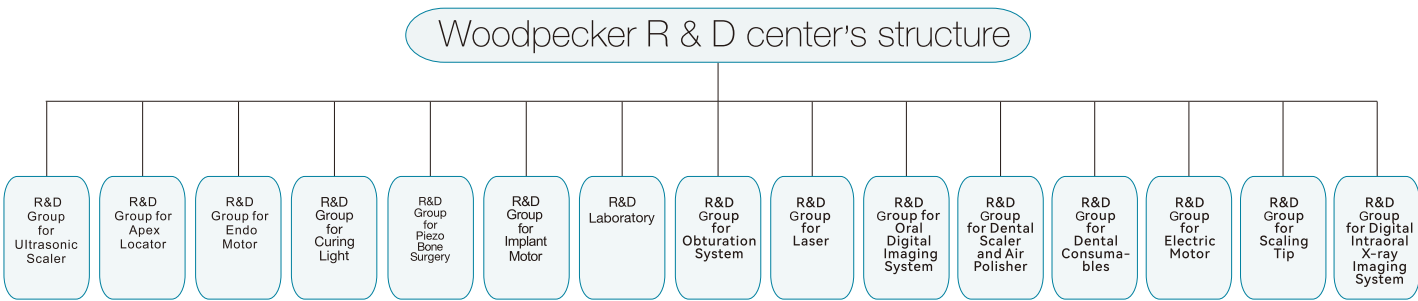 Woodpecker R & D center's structure
R&D
Group
for
Ultrasonic
Scaler
R&D
Group for
Apex
Locator
R&D
Group for
Endo
Motor
R&D
Group
for
Curing
Light
R&D
Group
for
Piezo
Bone
Surgery
R&D
Group
for
Implant
Motor
R&D
Laboratory
R&D
Group
for
Obturation
System
R&D
Group
for
Laser
R&D
Group for
Oral
Digital
Imaging
System
R&D
Group
for Dental
Scaler
and Air
Polisher
R&D
Group
for
Dental
Consuma-
bles
R&D
Group
for
Electric
Motor
R&D
Group
for
Scaling
Tip
R&D
Group
for Digital
Intraoral
X-ray
Imaging
System